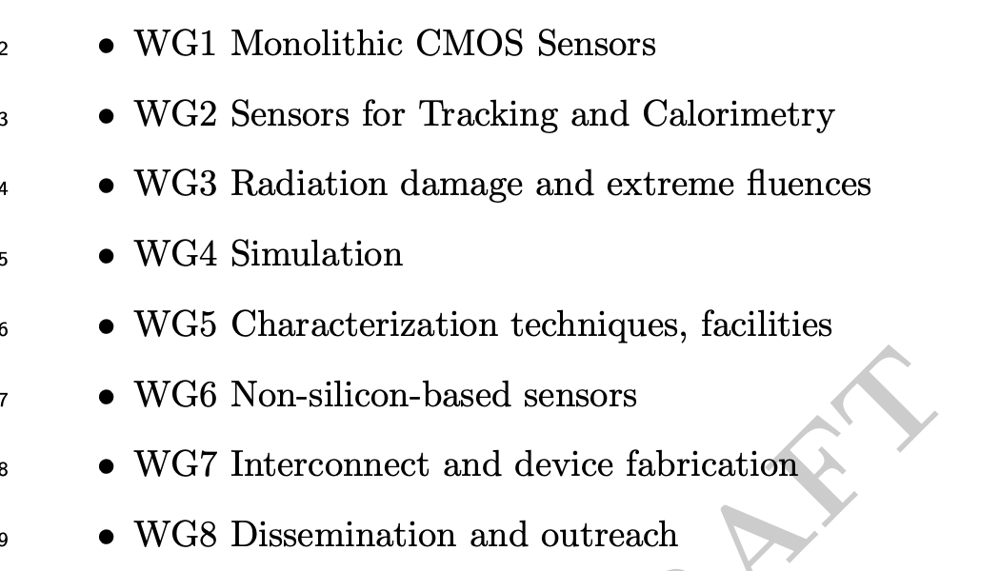 2 • WG1 Monolithic CMOS Sensors
3 • WG2 Sensors for Tracking and Calorimetry
4 • WG3 Radiation damage and extreme fluences
5 • WG4 Simulation
6 • WG5 Characterization techniques, facilities
7 • WG6 Non-silicon-based sensors
8 • WG7 Interconnect and device fabrication
9 • WG8 Dissemination and outreach
AFT